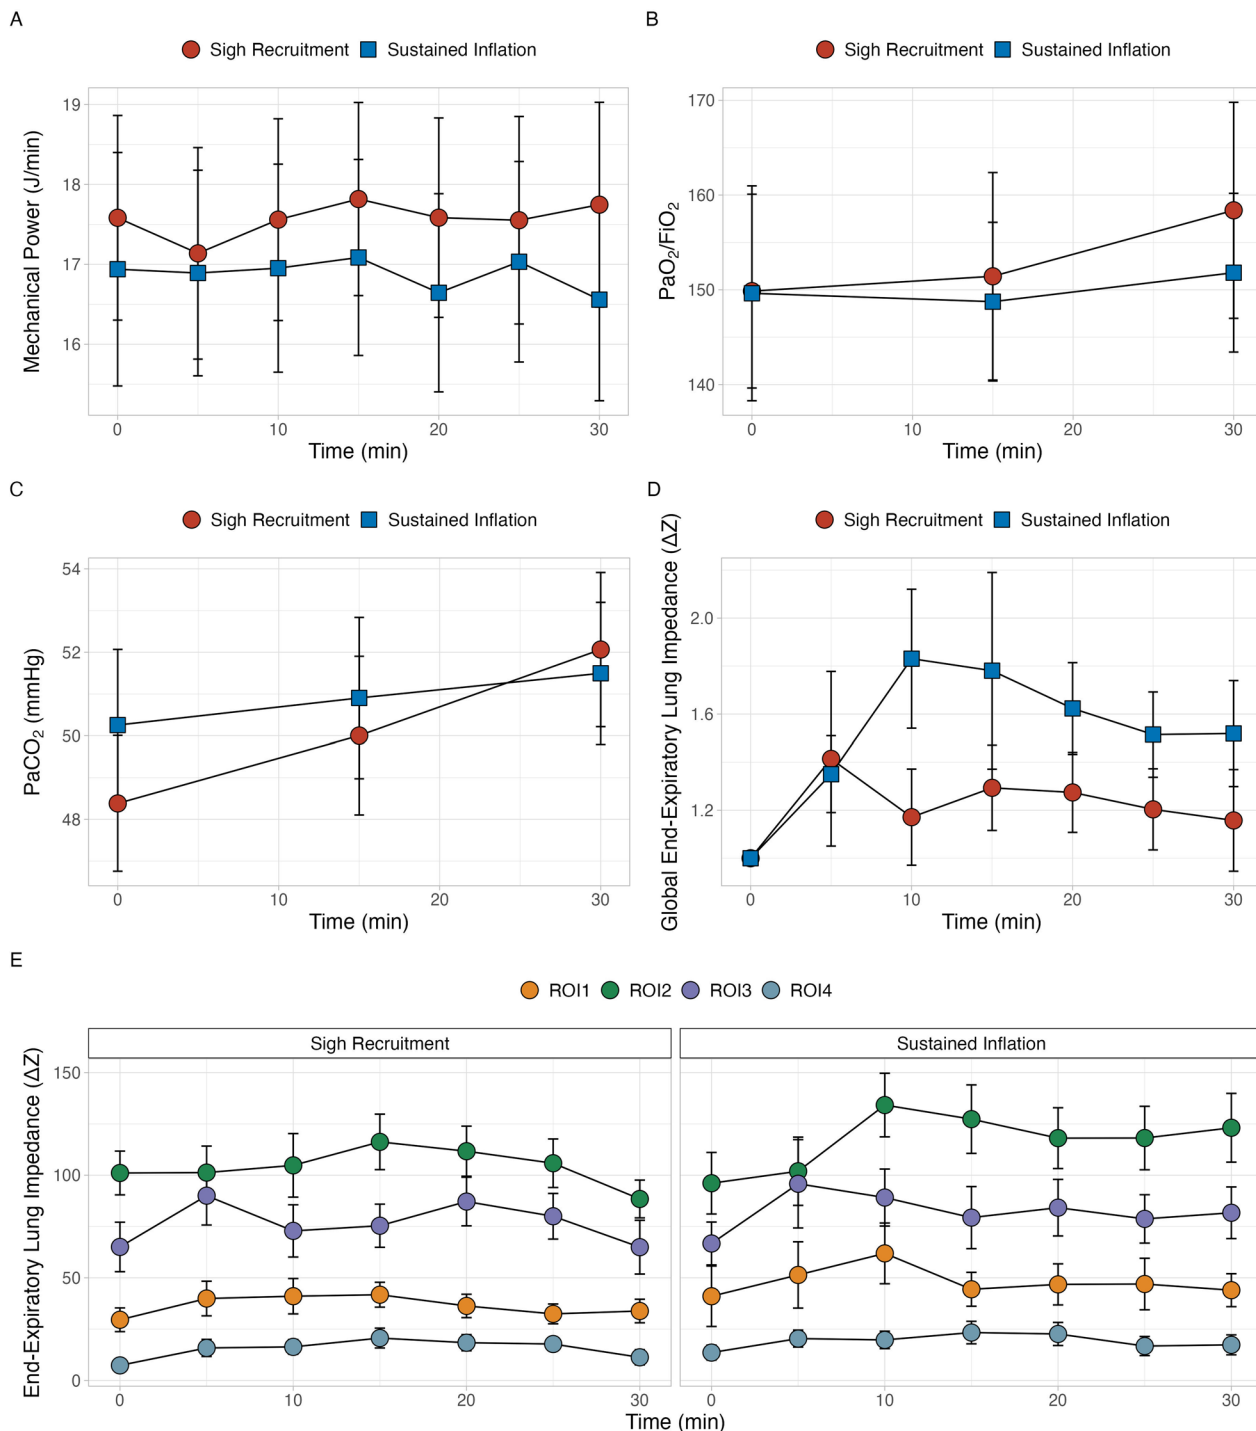 A
Sigh Recruitment Sustained Inflation
Mechanical Power (J/min)
19
18
17
16
0 10 20 30
Time (min)
B
Sigh Recruitment Sustained Inflation
PaO₂/FiO₂
170
160
150
140
0 10 20 30
Time (min)
C
Sigh Recruitment Sustained Inflation
PaCO₂ (mmHg)
54
52
50
48
0 10 20 30
Time (min)
D
Sigh Recruitment Sustained Inflation
Global End-Expiratory Lung Impedance (ΔZ)
2.0
1.6
1.2
0 10 20 30
Time (min)
E
ROI1 ROI2 ROI3 ROI4
Sigh Recruitment Sustained Inflation
End-Expiratory Lung Impedance (ΔZ)
150
100
50
0
0 10 20 30 0 10 20 30
Time (min)